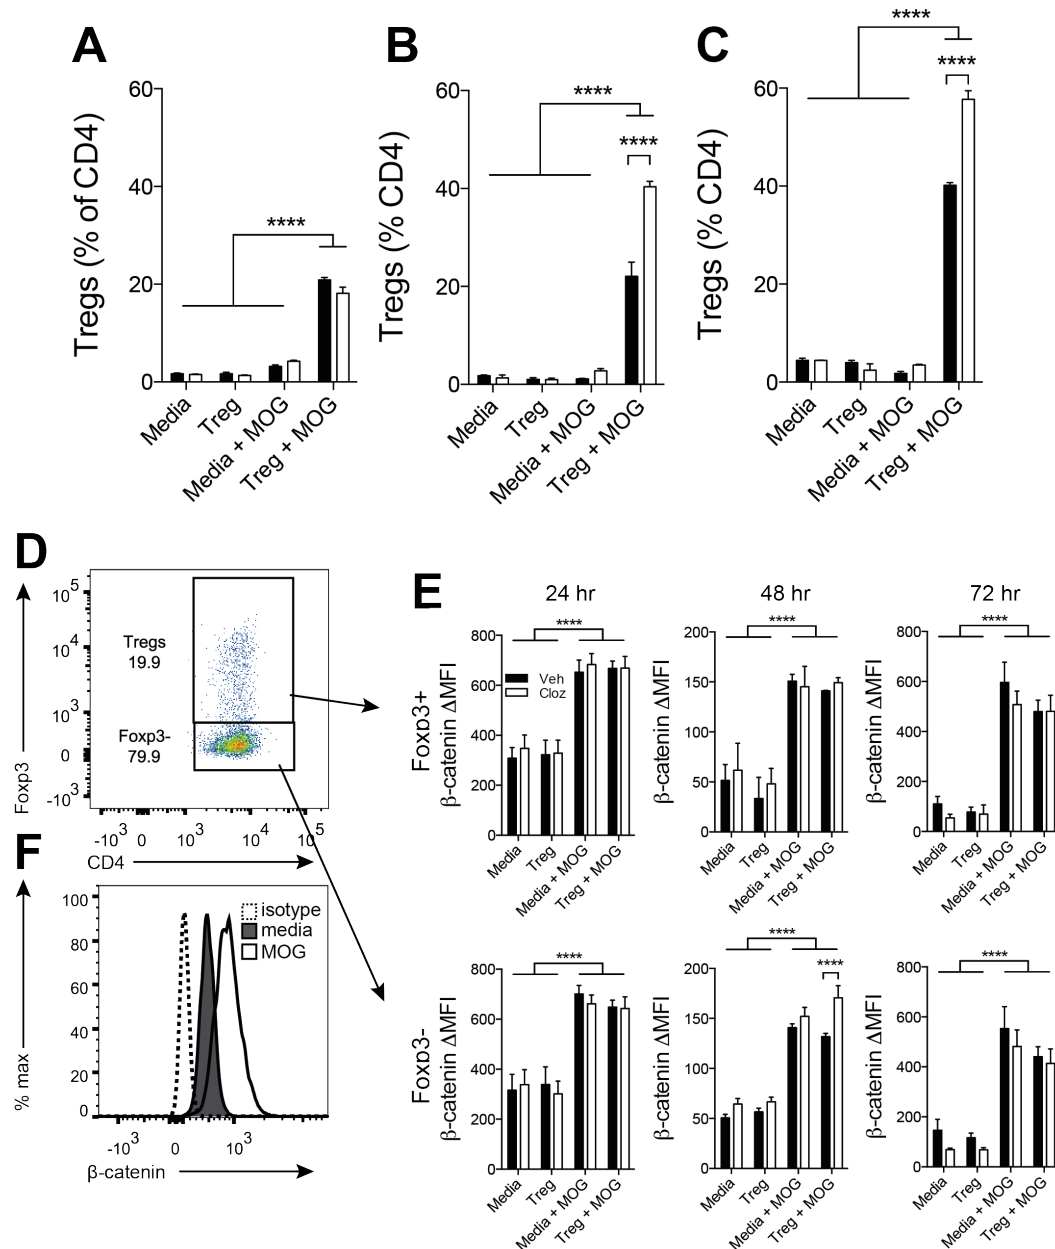 A
B
C
****
****
****
****
****
Tregs (% of CD4)
60
40
20
0
Media
Treg
Media + MOG
Treg + MOG
Tregs (% CD4)
60
40
20
0
Media
Treg
Media + MOG
Treg + MOG
Tregs (% CD4)
60
40
20
0
Media
Treg
Media + MOG
Treg + MOG
D
Foxp3
10^5
10^4
10^3
0
-10^3
Tregs
19.9
Foxp3-
79.9
-10^3 0 10^3 10^4 10^5
CD4
E
24 hr
48 hr
72 hr
Foxp3+
β-catenin ΔMFI
800
600
400
200
0
****
Veh
Cloz
Media
Treg
Media + MOG
Treg + MOG
β-catenin ΔMFI
200
150
100
50
0
****
Media
Treg
Media + MOG
Treg + MOG
β-catenin ΔMFI
800
600
400
200
0
****
Media
Treg
Media + MOG
Treg + MOG
F
% max
100
80
60
40
20
0
isotype
media
MOG
-10^3 0 10^3
β-catenin
Foxp3-
β-catenin ΔMFI
800
600
400
200
0
****
Media
Treg
Media + MOG
Treg + MOG
β-catenin ΔMFI
200
150
100
50
0
****
****
Media
Treg
Media + MOG
Treg + MOG
β-catenin ΔMFI
800
600
400
200
0
****
Media
Treg
Media + MOG
Treg + MOG